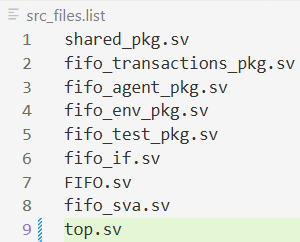 src_files.list
1 shared_pkg.sv
2 fifo_transactions_pkg.sv
3 fifo_agent_pkg.sv
4 fifo_env_pkg.sv
5 fifo_test_pkg.sv
6 fifo_if.sv
7 FIFO.sv
8 fifo_sva.sv
9 top.sv